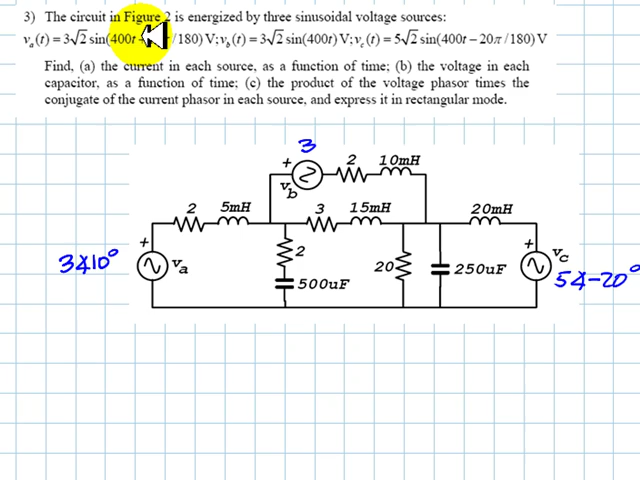 3) The circuit in Figure 2 is energized by three sinusoidal voltage sources:
vₐ(t) = 3√2 sin(400t /180) V; v_b(t) = 3√2 sin(400t) V; v_c(t) = 5√2 sin(400t − 20π/180) V
Find, (a) the current in each source, as a function of time; (b) the voltage in each
capacitor, as a function of time; (c) the product of the voltage phasor times the
conjugate of the current phasor in each source, and express it in rectangular mode.
3
+ 2 10mH
v_b
2 5mH 3 15mH 20mH
+ 2 20 250uF + v_c
3∡10° vₐ 5∡-20°
500uF